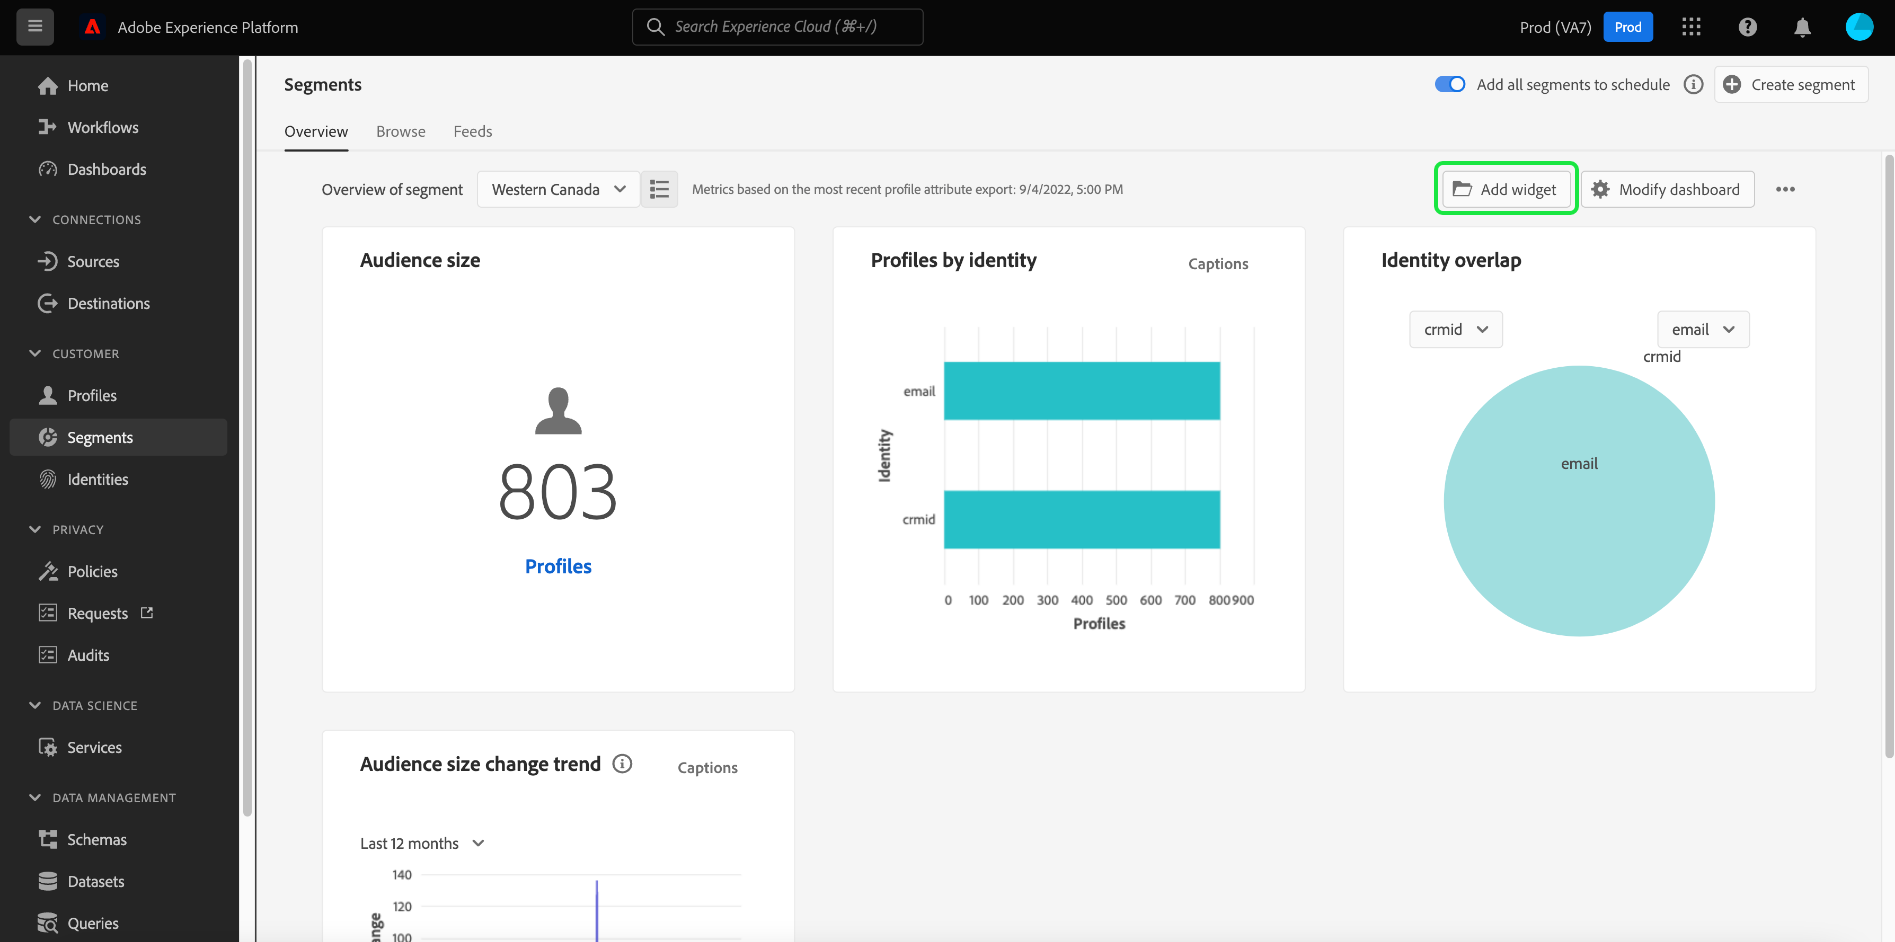 Adobe Experience Platform
Search Experience Cloud (⌘+/)
Prod (VA7)
Prod
Home
Workflows
Dashboards
CONNECTIONS
Sources
Destinations
CUSTOMER
Profiles
Segments
Identities
PRIVACY
Policies
Requests
Audits
DATA SCIENCE
Services
DATA MANAGEMENT
Schemas
Datasets
Queries
Segments
Add all segments to schedule
Create segment
Overview Browse Feeds
Overview of segment
Western Canada
Metrics based on the most recent profile attribute export: 9/4/2022, 5:00 PM
Add widget
Modify dashboard
Audience size
803
Profiles
Profiles by identity
Captions
Identity
email
crmid
0 100 200 300 400 500 600 700 800 900
Profiles
Identity overlap
crmid
email
crmid
email
Audience size change trend
Captions
Last 12 months
140
120
100